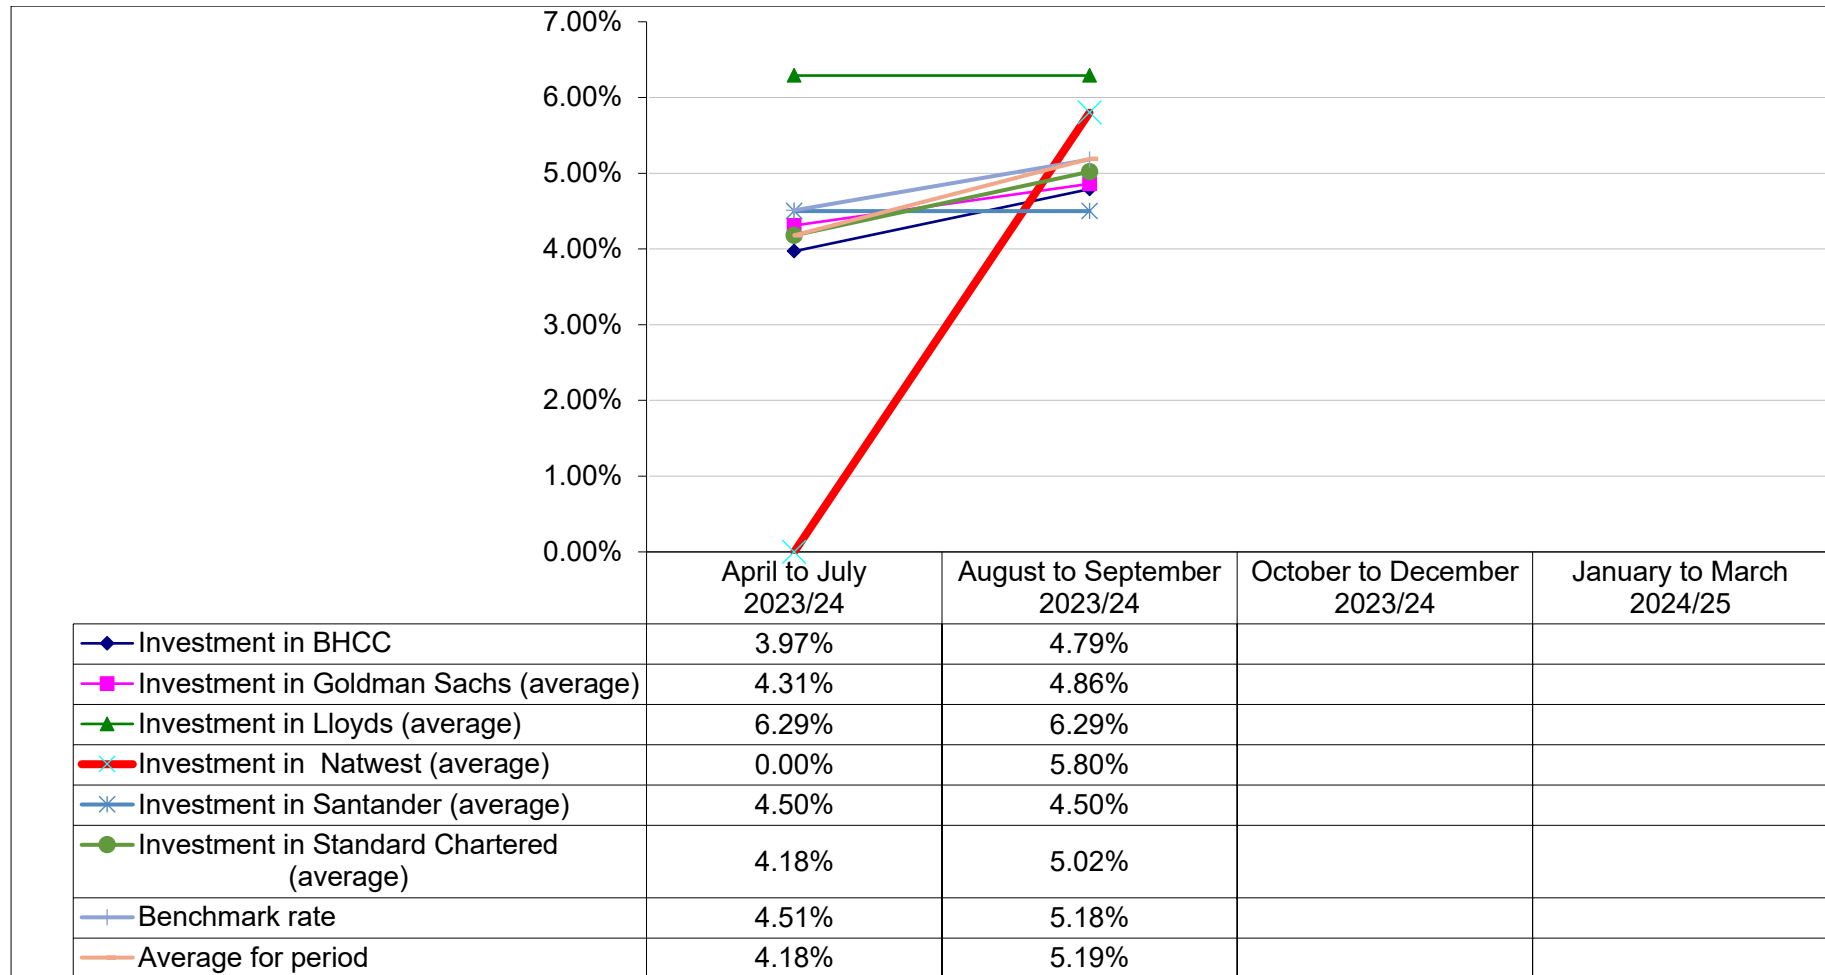 7.00%
6.00%
5.00%
4.00%
3.00%
2.00%
1.00%
0.00%
April to July
2023/24
August to September
2023/24
October to December
2023/24
January to March
2024/25
Investment in BHCC 3.97% 4.79%
Investment in Goldman Sachs (average) 4.31% 4.86%
Investment in Lloyds (average) 6.29% 6.29%
Investment in  Natwest (average) 0.00% 5.80%
Investment in Santander (average) 4.50% 4.50%
Investment in Standard Chartered
(average) 4.18% 5.02%
Benchmark rate 4.51% 5.18%
Average for period 4.18% 5.19%